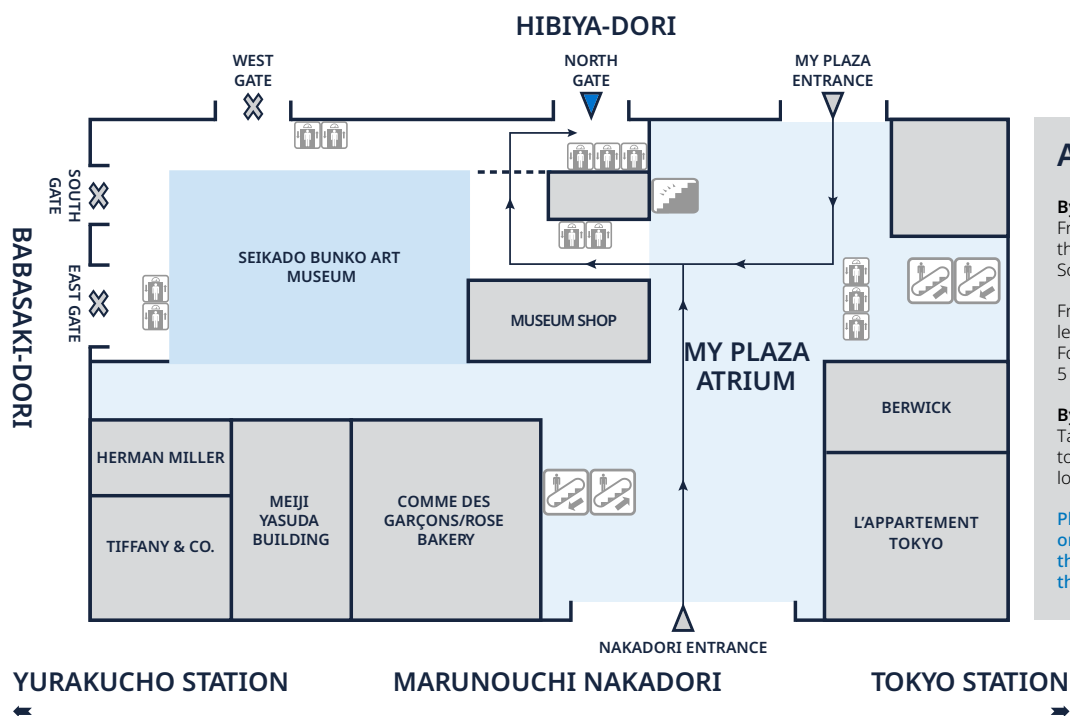 HIBIYA-DORI
WEST
GATE
NORTH
GATE
MY PLAZA
ENTRANCE
SOUTH
GATE
EAST GATE
BABASAKI-DORI
SEIKADO BUNKO ART
MUSEUM
MUSEUM SHOP
MY PLAZA
ATRIUM
BERWICK
HERMAN MILLER
MEIJI
YASUDA
BUILDING
COMME DES
GARÇONS/ROSE
BAKERY
TIFFANY & CO.
L'APPARTEMENT
TOKYO
NAKADORI ENTRANCE
YURAKUCHO STATION
MARUNOUCHI NAKADORI
TOKYO STATION